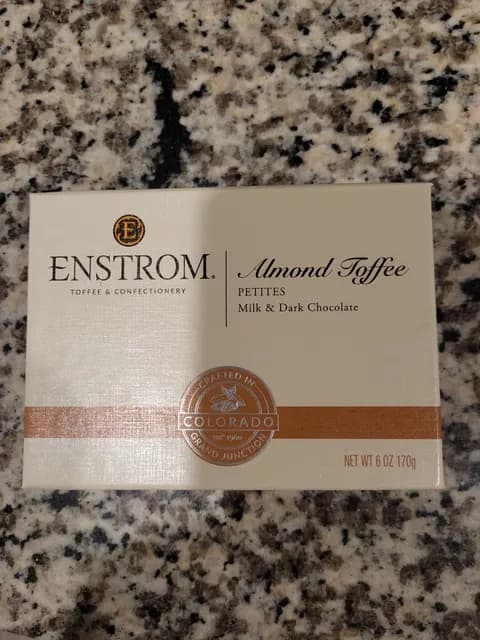 E
ENSTROM®
TOFFEE & CONFECTIONERY
Almond Toffee
PETITES
Milk & Dark Chocolate
CRAFTED IN
COLORADO
EST 1960
GRAND JUNCTION
NET WT 6 OZ 170g